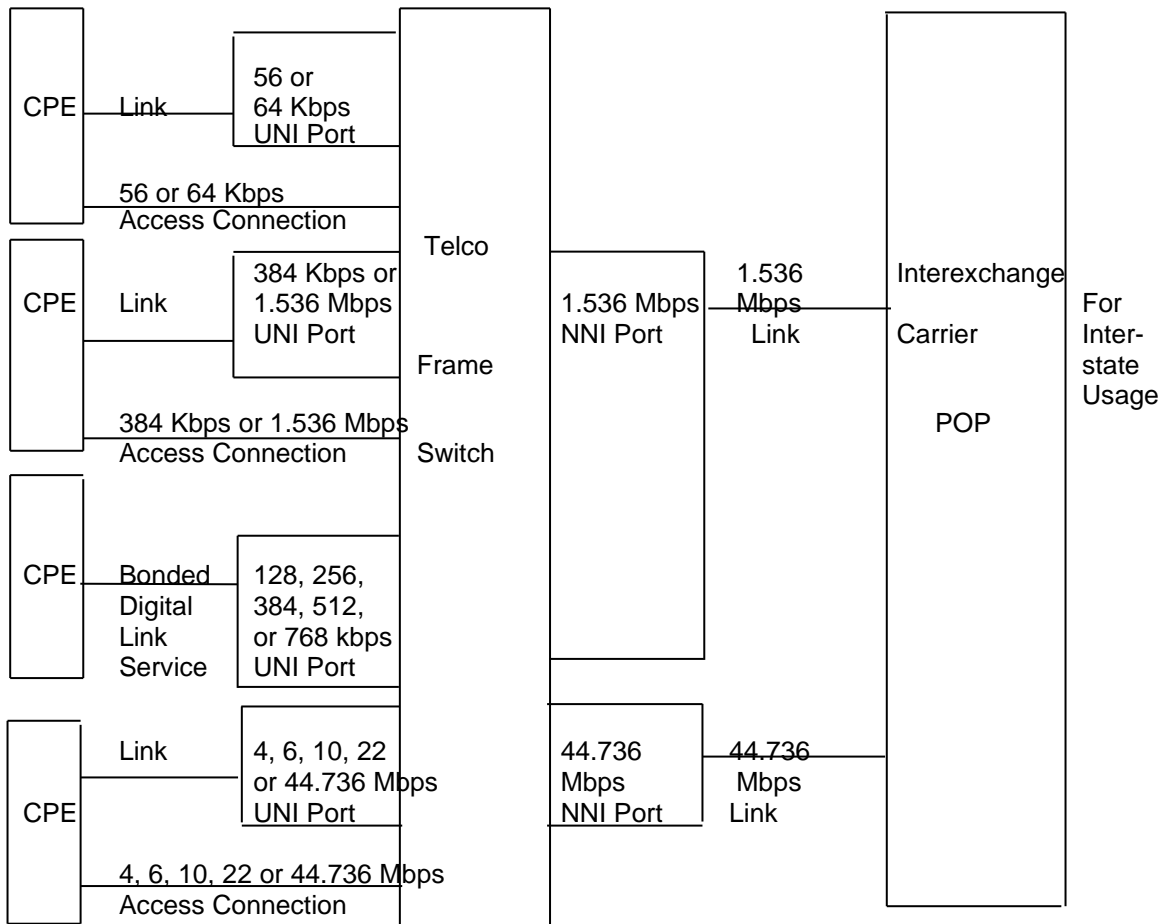 56 or
CPE
Link
64 Kbps
UNI Port
56 or 64 Kbps
Access Connection
Telco
384 Kbps or
CPE
Link
1.536 Mbps
UNI Port
1.536 Mbps
NNI Port
1.536
Mbps
Link
Interexchange
Carrier
POP
For
Inter-
state
Usage
Frame
384 Kbps or 1.536 Mbps
Access Connection
Switch
CPE
Bonded
Digital
Link
Service
128, 256,
384, 512,
or 768 kbps
UNI Port
Link
4, 6, 10, 22
or 44.736 Mbps
UNI Port
CPE
44.736
Mbps
NNI Port
44.736
Mbps
Link
4, 6, 10, 22 or 44.736 Mbps
Access Connection